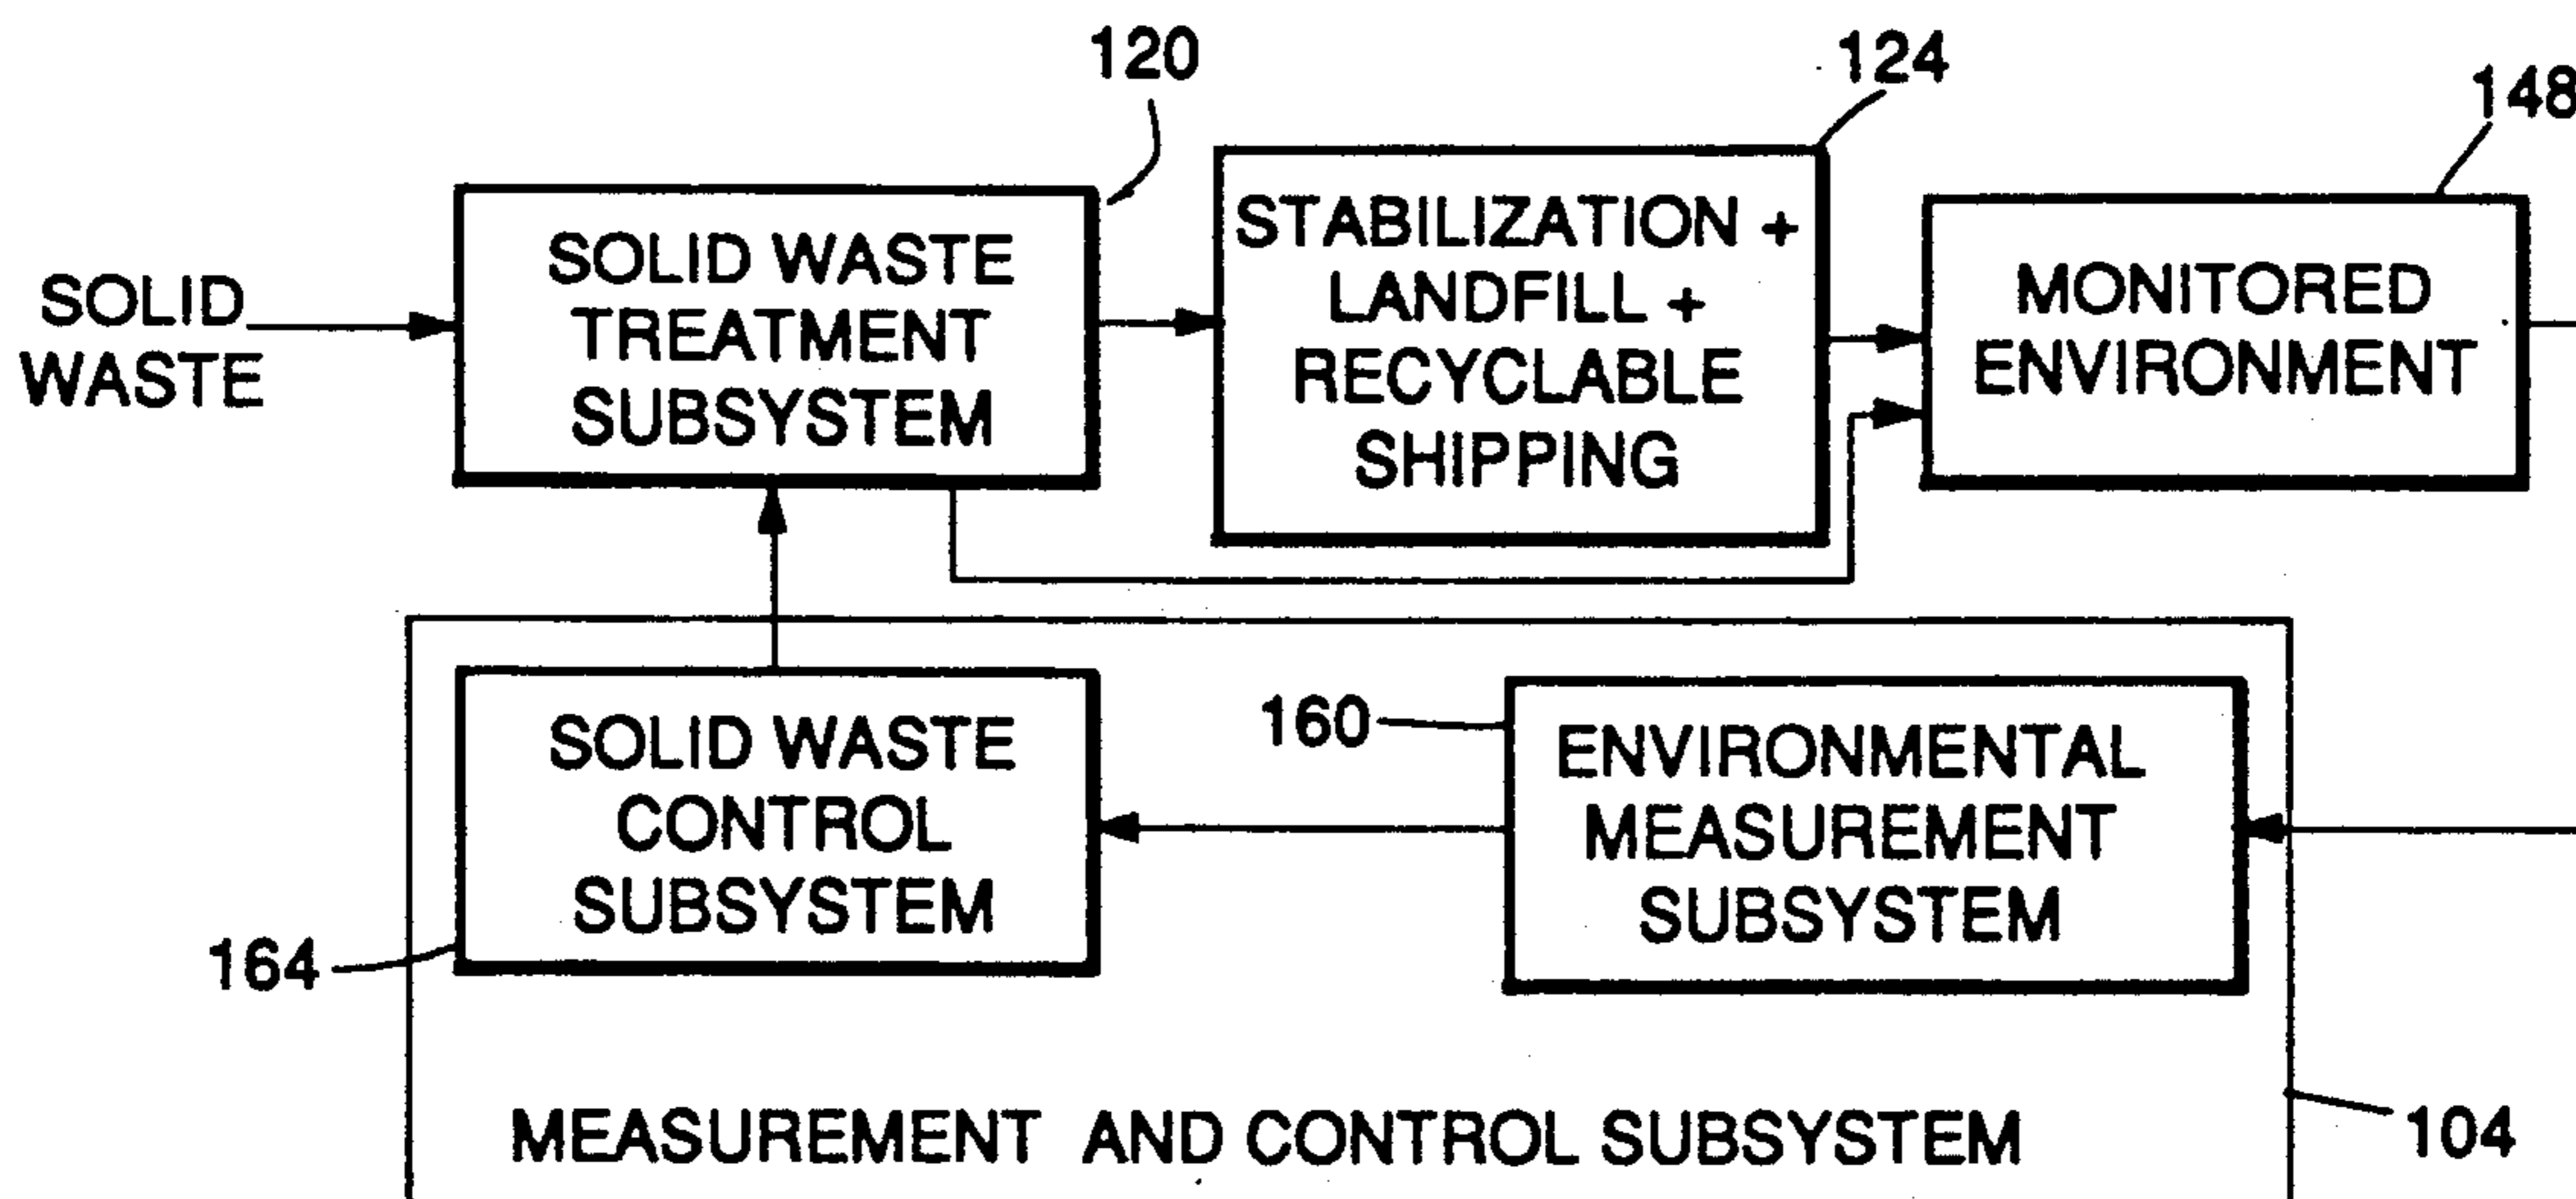 120
124
148
SOLID
WASTE
SOLID WASTE
TREATMENT
SUBSYSTEM
STABILIZATION +
LANDFILL +
RECYCLABLE
SHIPPING
MONITORED
ENVIRONMENT
SOLID WASTE
CONTROL
SUBSYSTEM
164
160
ENVIRONMENTAL
MEASUREMENT
SUBSYSTEM
MEASUREMENT AND CONTROL SUBSYSTEM
104